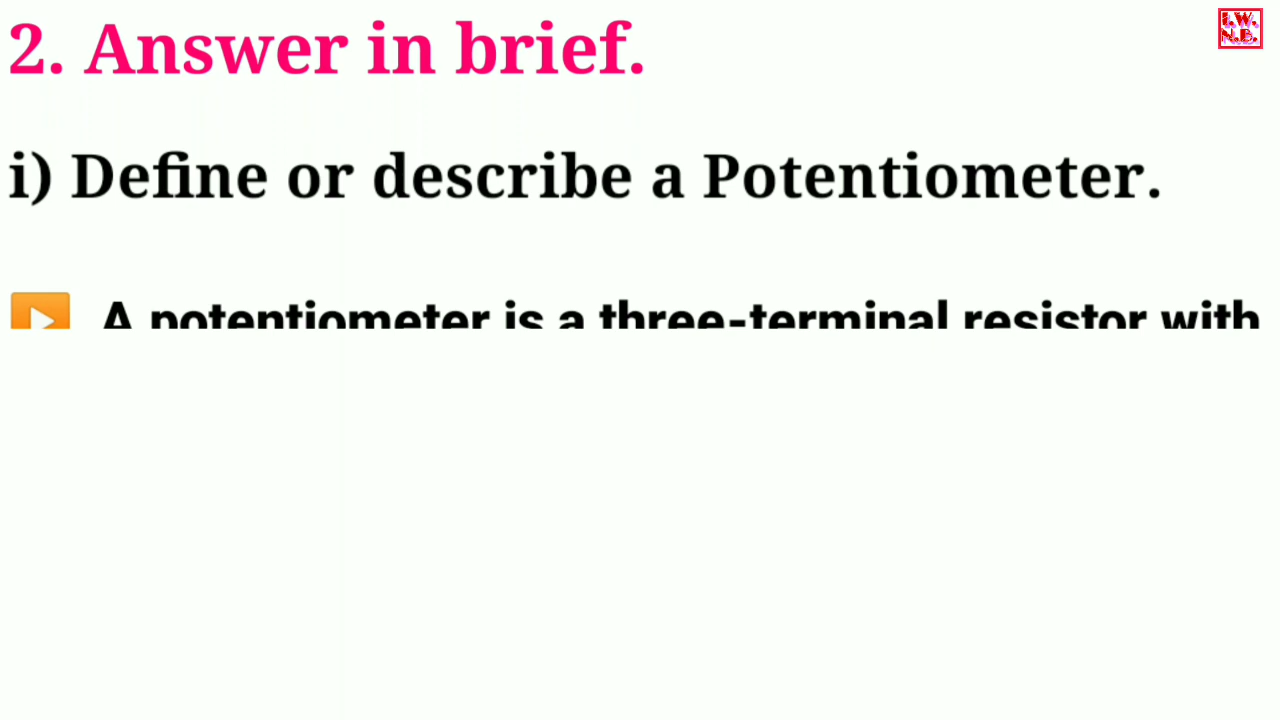 2. Answer in brief.
I.W.
N.B.
i) Define or describe a Potentiometer.
A potentiometer is a three-terminal resistor with